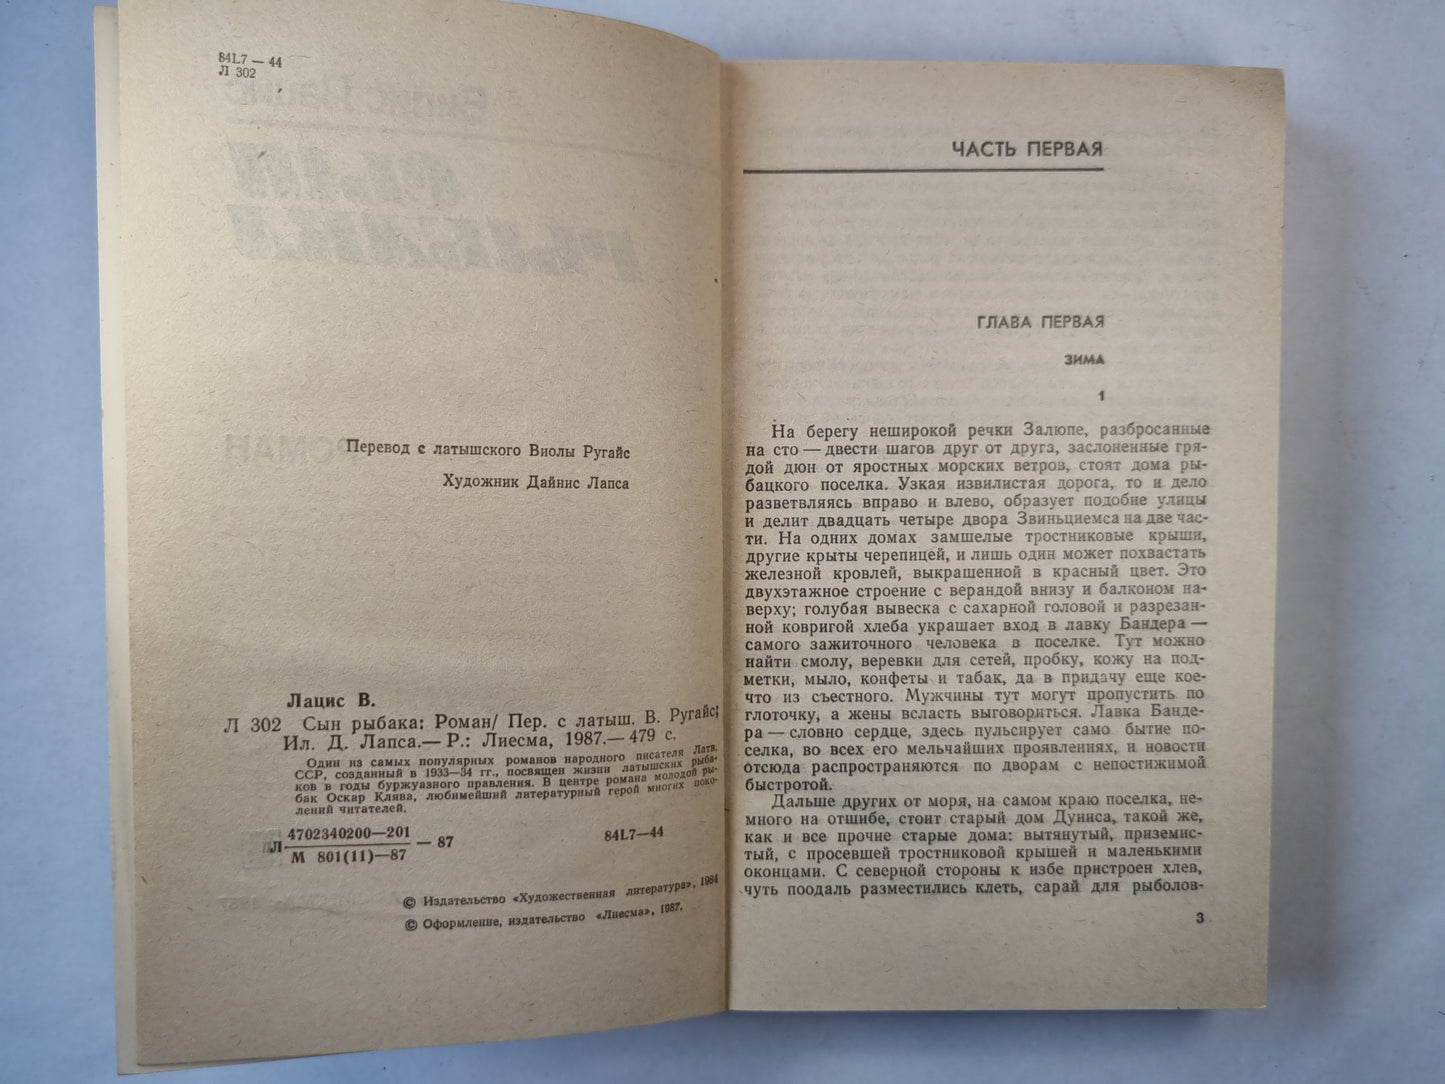 84L7 — 44
Л 302
Перевод с латышского Виолы Ругайс
Художник Дайнис Лапса
Лацис В.
Л 302 Сын рыбака: Роман/ Пер. с латыш. В. Ругайс;
Ил. Д. Лапса.— Р.: Лиесма, 1987.— 479 с.
Один из самых популярных романов народного писателя Латв.
ССР, созданный в 1933—34 гг., посвящен жизни латышских рыба-
ков в годы буржуазного правления. В центре романа молодой ры-
бак Оскар Клява, любимейший литературный герой многих поко-
лений читателей.
Л 4702340200—201 — 87
М 801(11)—87
84L7—44
© Издательство «Художественная литература», 1984
© Оформление, издательство «Лиесма», 1987.
ЧАСТЬ ПЕРВАЯ
ГЛАВА ПЕРВАЯ
ЗИМА
1
На берегу неширокой речки Залюпе, разбросанные
на сто — двести шагов друг от друга, заслоненные гря-
дой дюн от яростных морских ветров, стоят дома ры-
бацкого поселка. Узкая извилистая дорога, то и дело
разветвляясь вправо и влево, образует подобие улицы
и делит двадцать четыре двора Звиньциемса на две час-
ти. На одних домах замшелые тростниковые крыши,
другие крыты черепицей, и лишь один может похвастать
железной кровлей, выкрашенной в красный цвет. Это
двухэтажное строение с верандой внизу и балконом на-
верху; голубая вывеска с сахарной головой и разрезан-
ной ковригой хлеба украшает вход в лавку Бандера —
самого зажиточного человека в поселке. Тут можно
найти смолу, веревки для сетей, пробку, кожу на под-
метки, мыло, конфеты и табак, да в придачу еще кое-
что из съестного. Мужчины тут могут пропустить по
глоточку, а жены всласть выговориться. Лавка Банде-
ра — словно сердце, здесь пульсирует само бытие по-
селка, во всех его мельчайших проявлениях, и новости
отсюда распространяются по дворам с непостижимой
быстротой.
Дальше других от моря, на самом краю поселка, не-
много на отшибе, стоит старый дом Дуниса, такой же,
как и все прочие старые дома: вытянутый, приземис-
тый, с просевшей тростниковой крышей и маленькими
оконцами. С северной стороны к избе пристроен хлев,
чуть поодаль разместились клеть, сарай для рыболов-
3